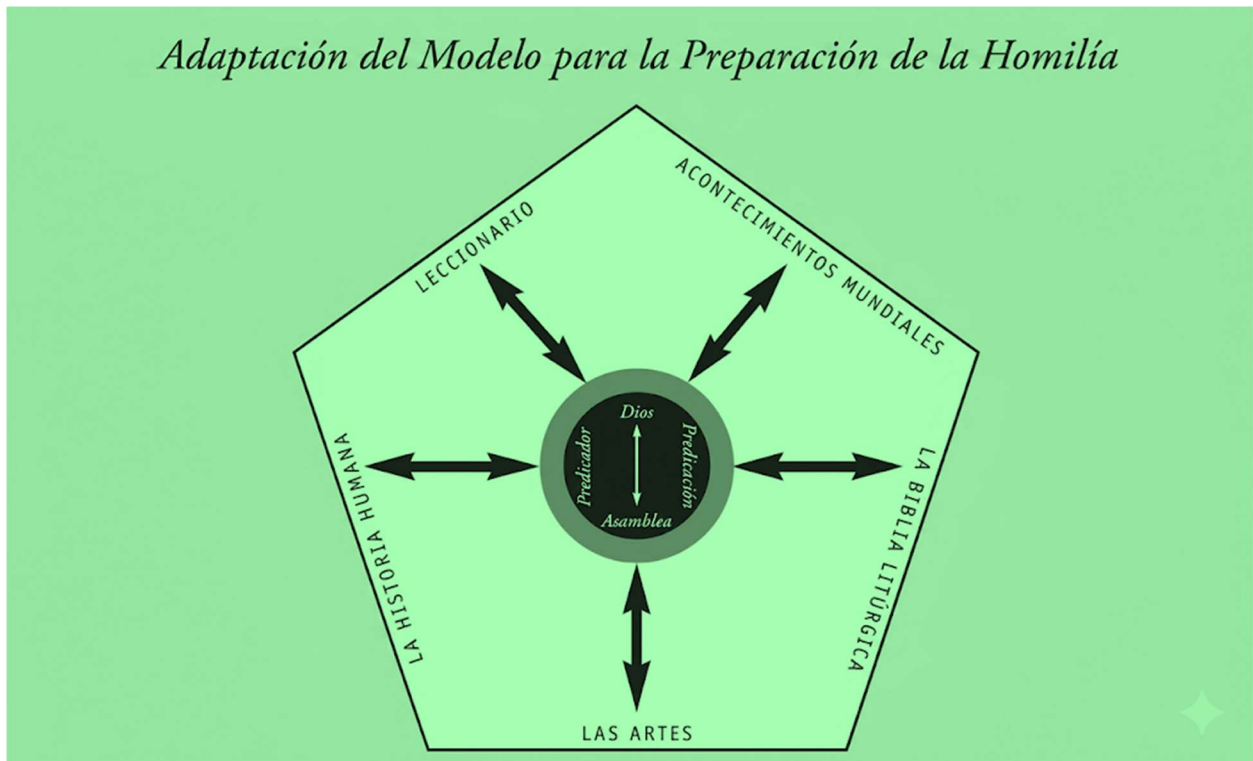 Adaptación del Modelo para la Preparación de la Homilía
LECCIONARIO
ACONTECIMIENTOS MUNDIALES
LA HISTORIA HUMANA
Dios
Predicador
Predicación
Asamblea
LA BIBLIA LITÚRGICA
LAS ARTES